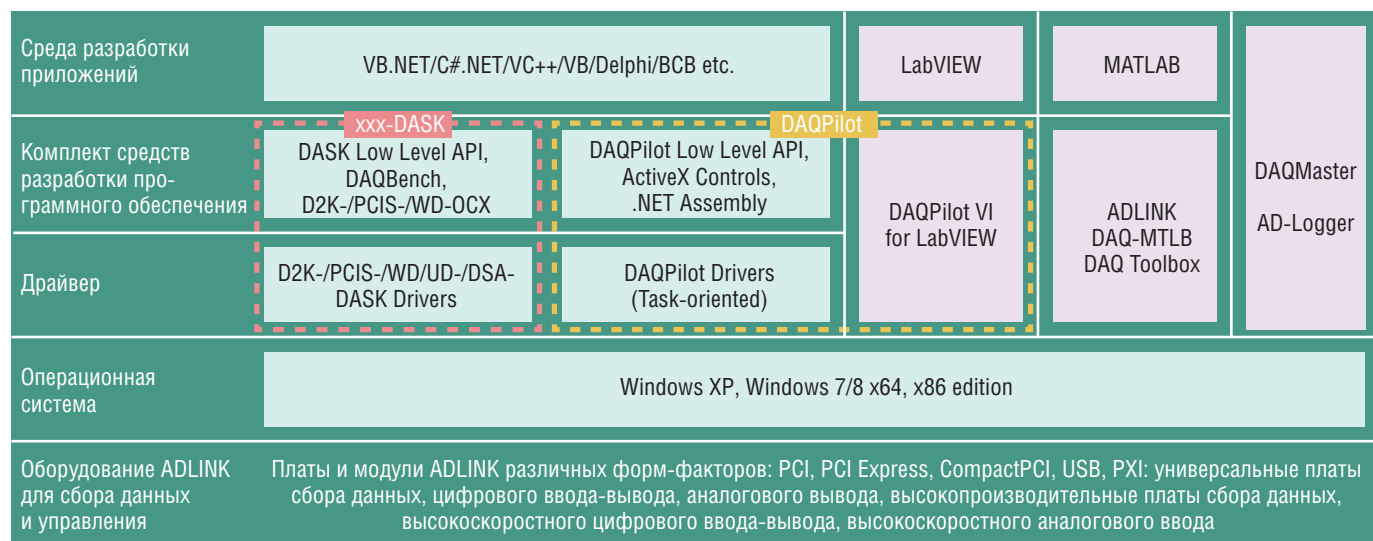 Среда разработки
приложений
VB.NET/C#.NET/VC++/VB/Delphi/BCB etc.
LabVIEW
MATLAB
DAQMaster
AD-Logger
xxx-DASK
DAQPilot
Комплект средств
разработки про-
граммного обеспечения
DASK Low Level API,
DAQBench,
D2K-/PCIS-/WD-OCX
DAQPilot Low Level API,
ActiveX Controls,
.NET Assembly
DAQPilot VI
for LabVIEW
ADLINK
DAQ-MTLB
DAQ Toolbox
Драйвер
D2K-/PCIS-/WD/UD-/DSA-
DASK Drivers
DAQPilot Drivers
(Task-oriented)
Операционная
система
Windows XP, Windows 7/8 x64, x86 edition
Оборудование ADLINK
для сбора данных
и управления
Платы и модули ADLINK различных форм-факторов: PCI, PCI Express, CompactPCI, USB, PXI: универсальные платы
сбора данных, цифрового ввода-вывода, аналогового вывода, высокопроизводительные платы сбора данных,
высокоскоростного цифрового ввода-вывода, высокоскоростного аналогового ввода